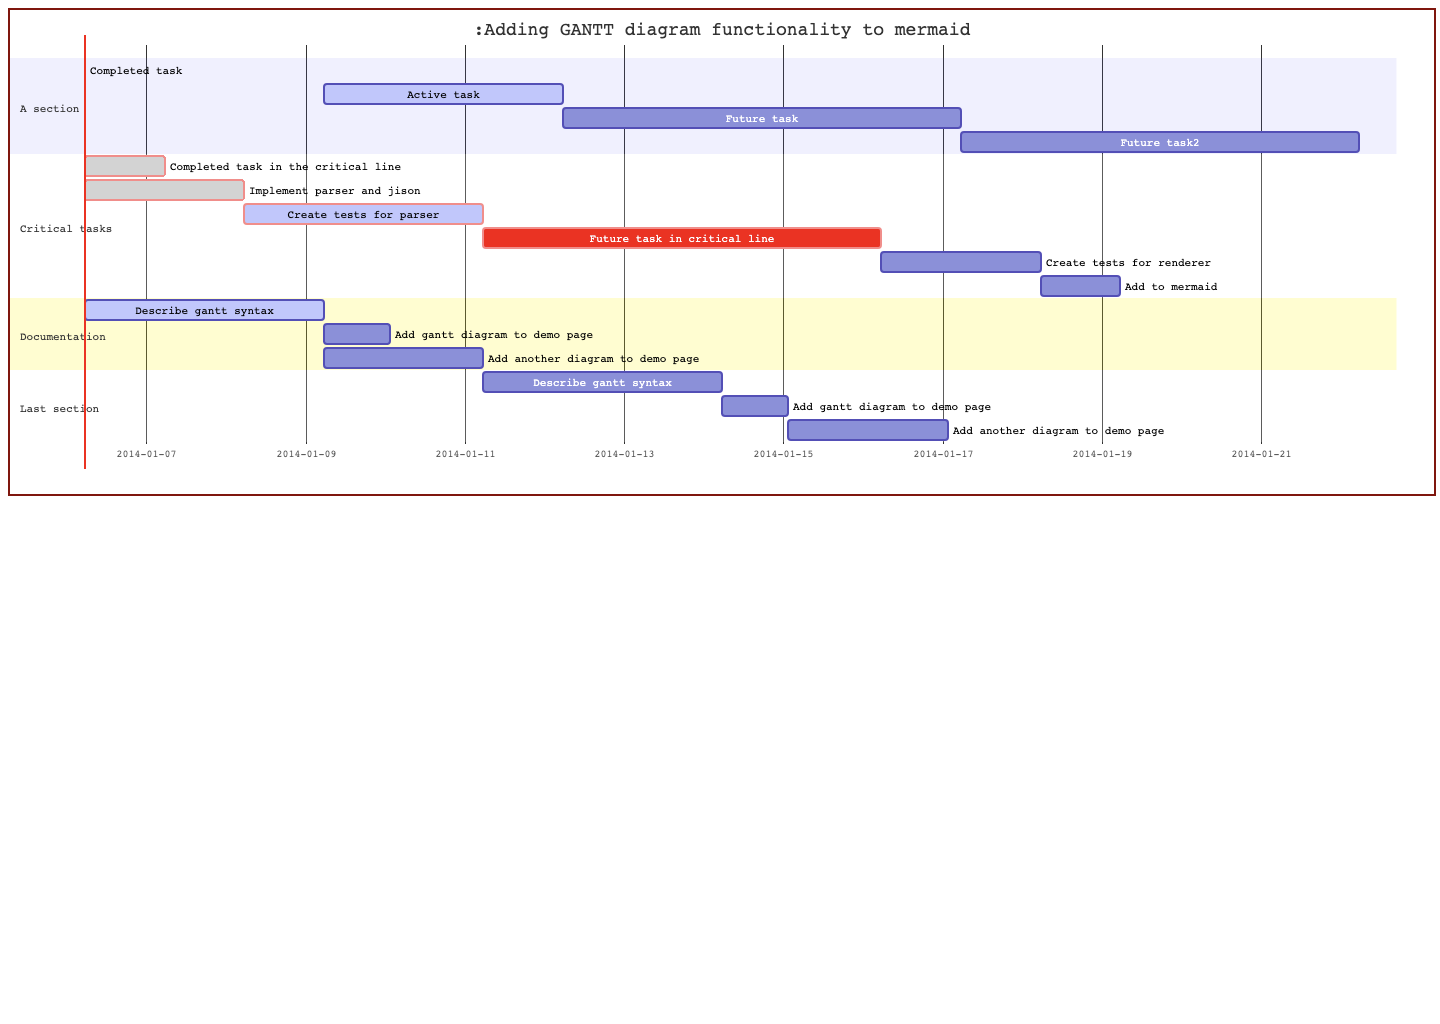 :Adding GANTT diagram functionality to mermaid
Completed task
Active task
A section
Future task
Future task2
Completed task in the critical line
Implement parser and jison
Create tests for parser
Critical tasks
Future task in critical line
Create tests for renderer
Add to mermaid
Describe gantt syntax
Add gantt diagram to demo page
Documentation
Add another diagram to demo page
Describe gantt syntax
Add gantt diagram to demo page
Last section
Add another diagram to demo page
2014-01-07 2014-01-09 2014-01-11 2014-01-13 2014-01-15 2014-01-17 2014-01-19 2014-01-21